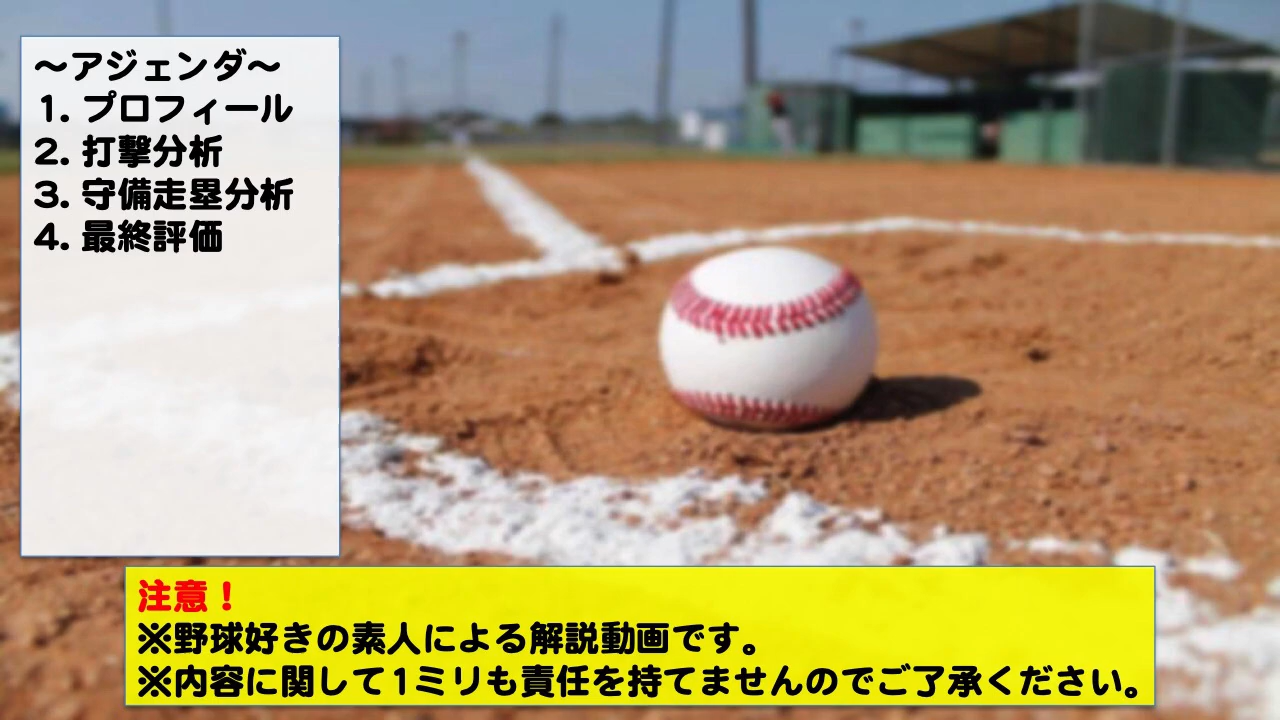 ～アジェンダ～
1. プロフィール
2. 打撃分析
3. 守備走塁分析
4. 最終評価
注意！
※野球好きの素人による解説動画です。
※内容に関して1ミリも責任を持てませんのでご了承ください。